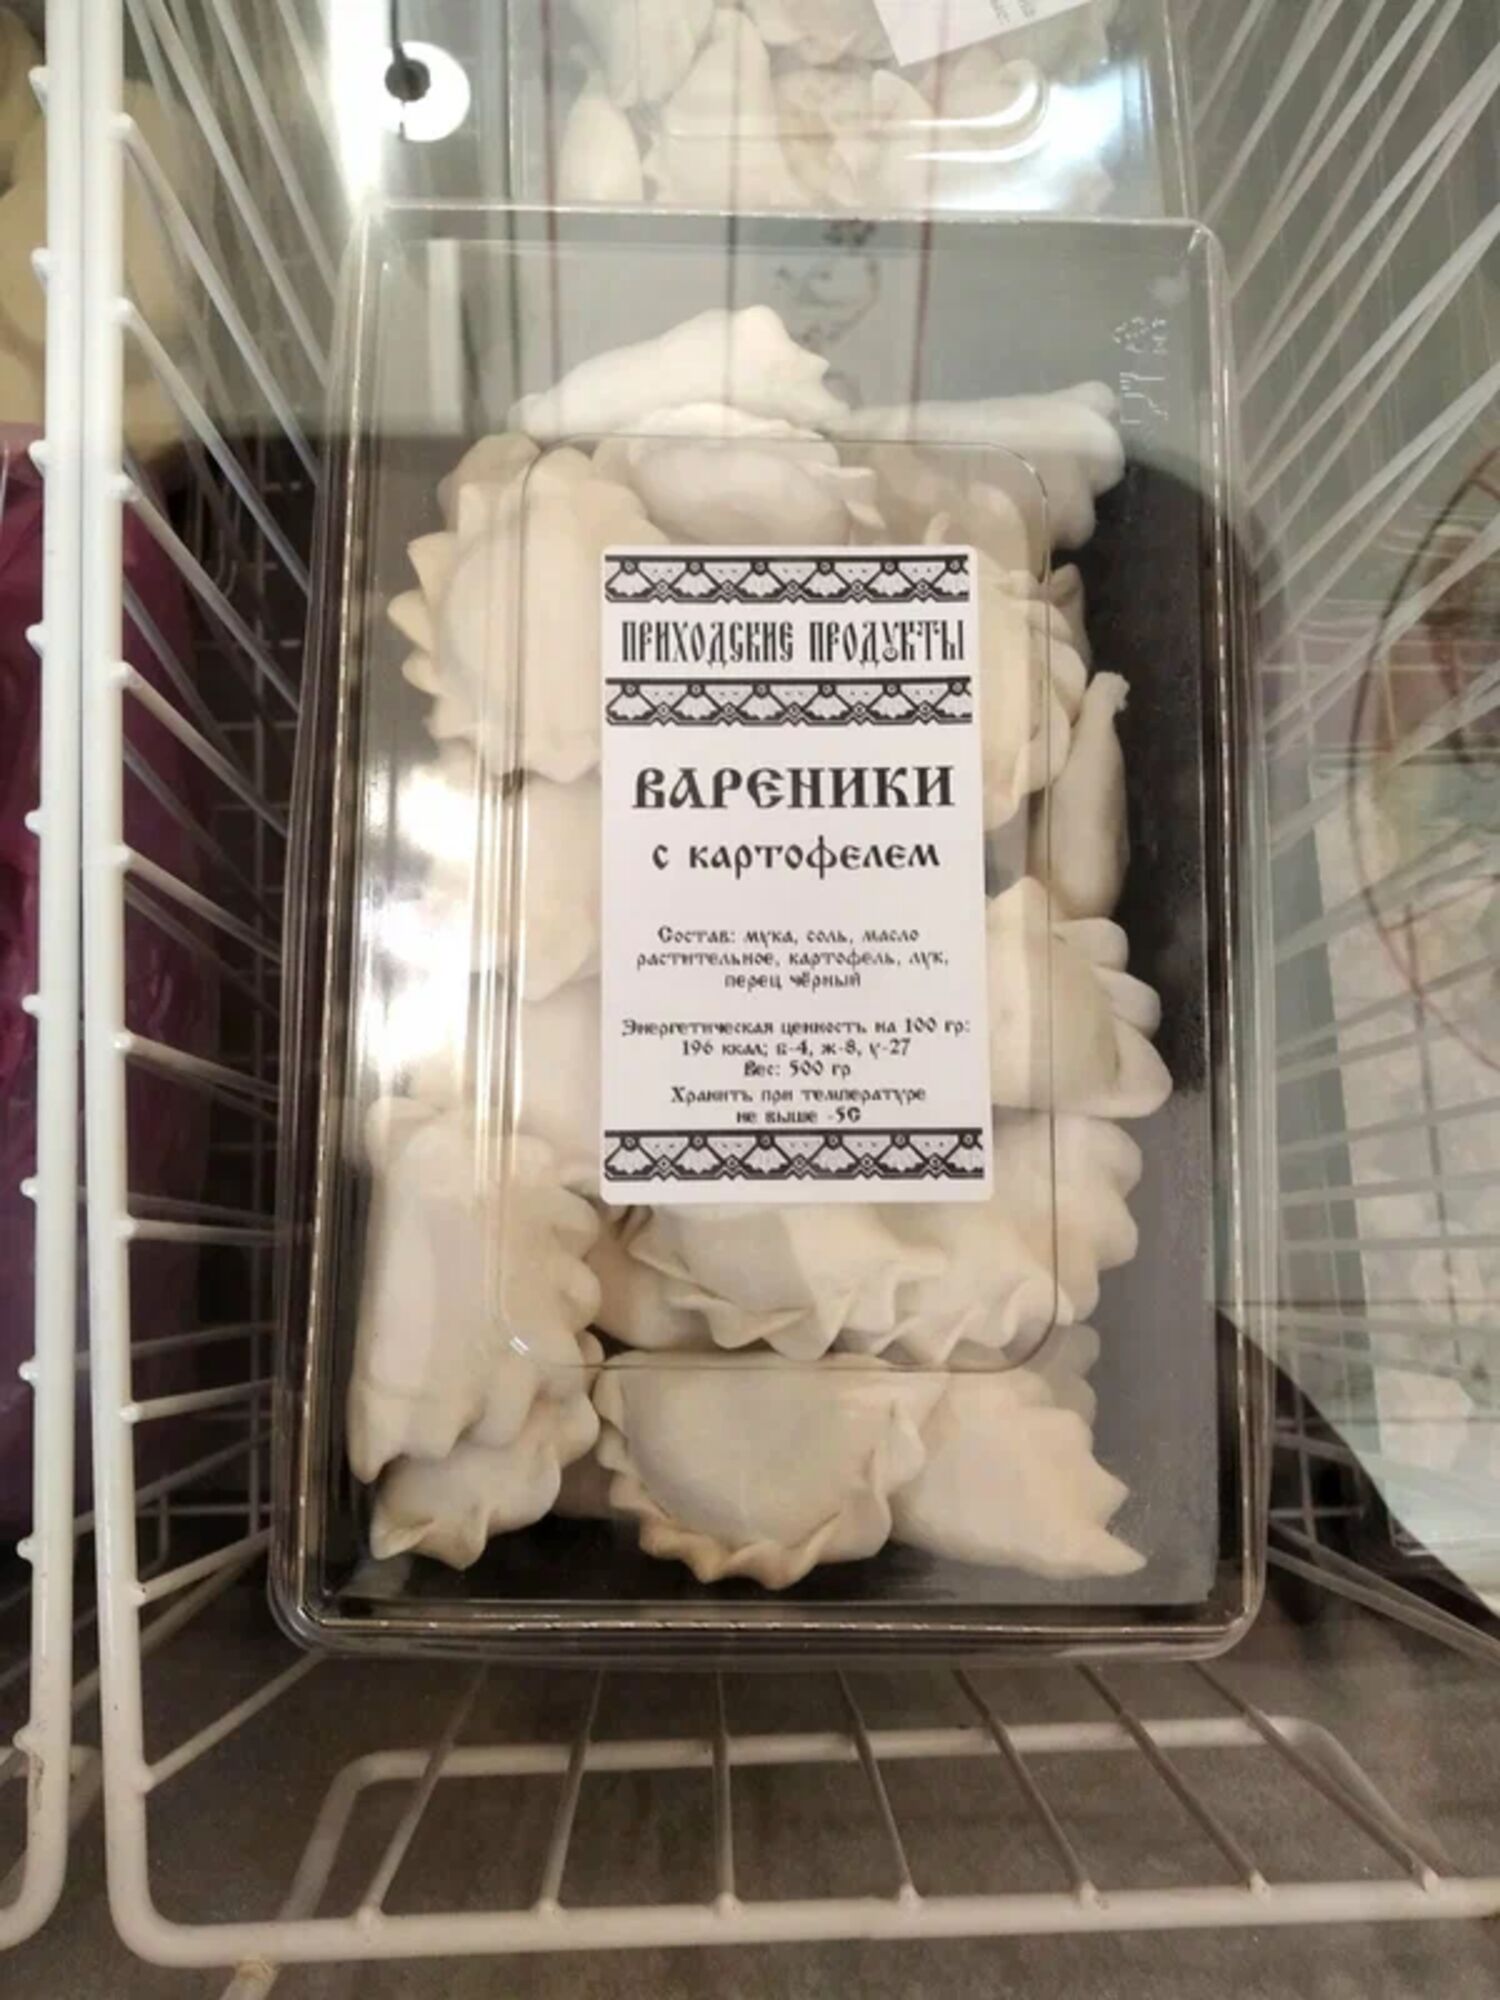 ПРИХОДСКИЕ ПРОДУКТЫ
ВАРЕНИКИ
с картофелем
Состав: мука, соль, масло
растительное, картофель, лук,
перец чёрный
Энергетическая ценность на 100 гр:
196 ккал; б-4, ж-8, у-27
Вес: 500 гр
Хранить при температуре
не выше -5С